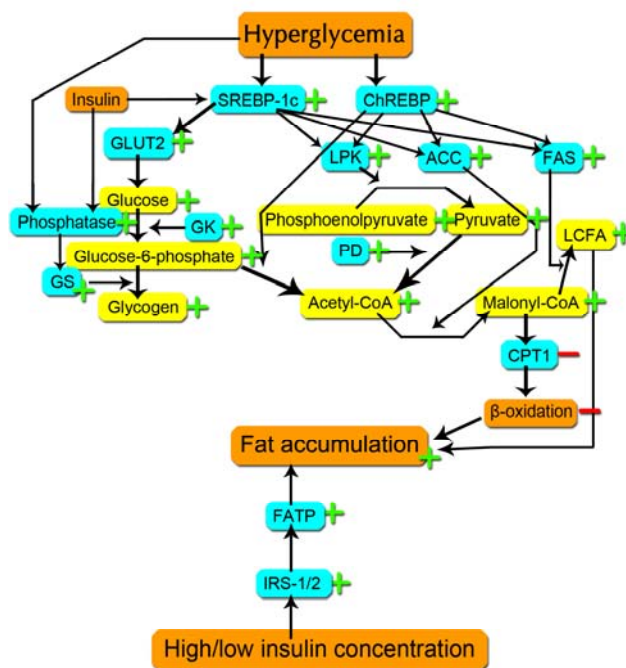 Hyperglycemia
Insulin
SREBP-1c
ChREBP
GLUT2
LPK
ACC
FAS
Glucose
Phosphatase
GK
Phosphoenolpyruvate
Pyruvate
LCFA
Glucose-6-phosphate
PD
GS
Glycogen
Acetyl-CoA
Malonyl-CoA
CPT1
β-oxidation
Fat accumulation
FATP
IRS-1/2
High/low insulin concentration